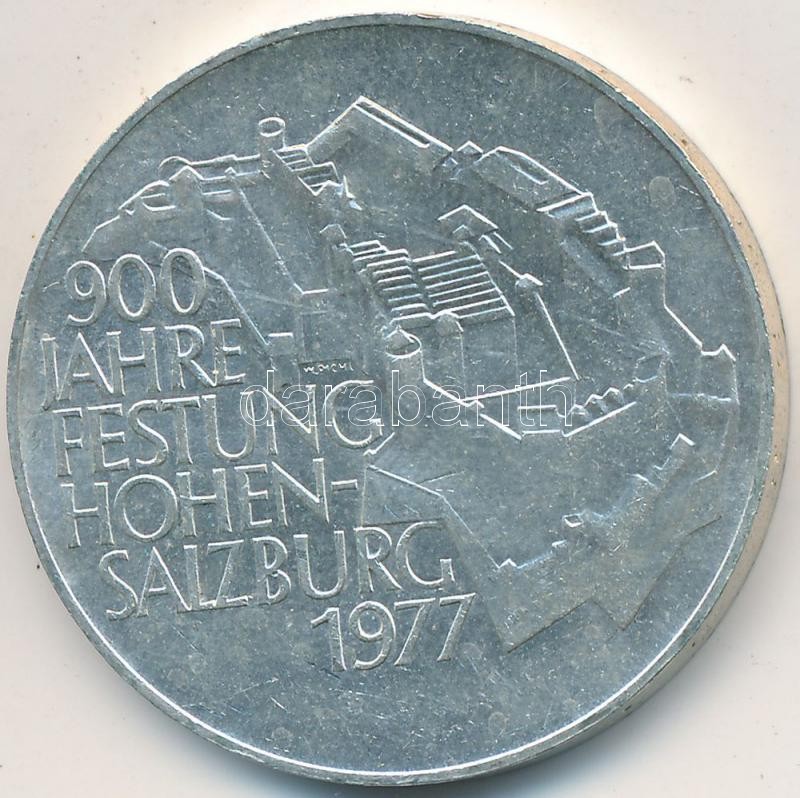 900
JAHRE-
FESTUNG
HOHEN-
SALZBURG
1977
darabanth